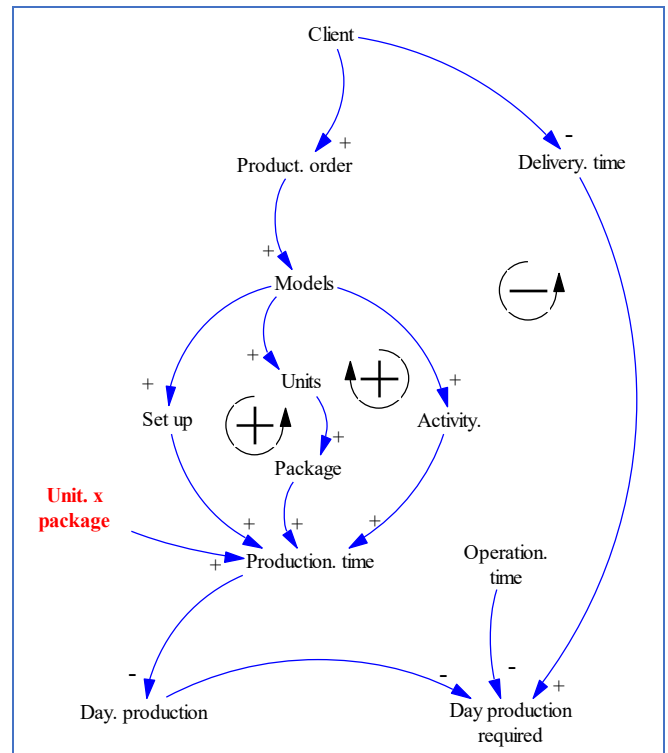 Client
+
-
Product. order
Delivery. time
+
Models
+
+
+
Units
Set up
Activity.
+
Package
Unit. x
package
+
+
+
+
Production. time
Operation.
time
-
-
-
+
Day. production
Day production
required